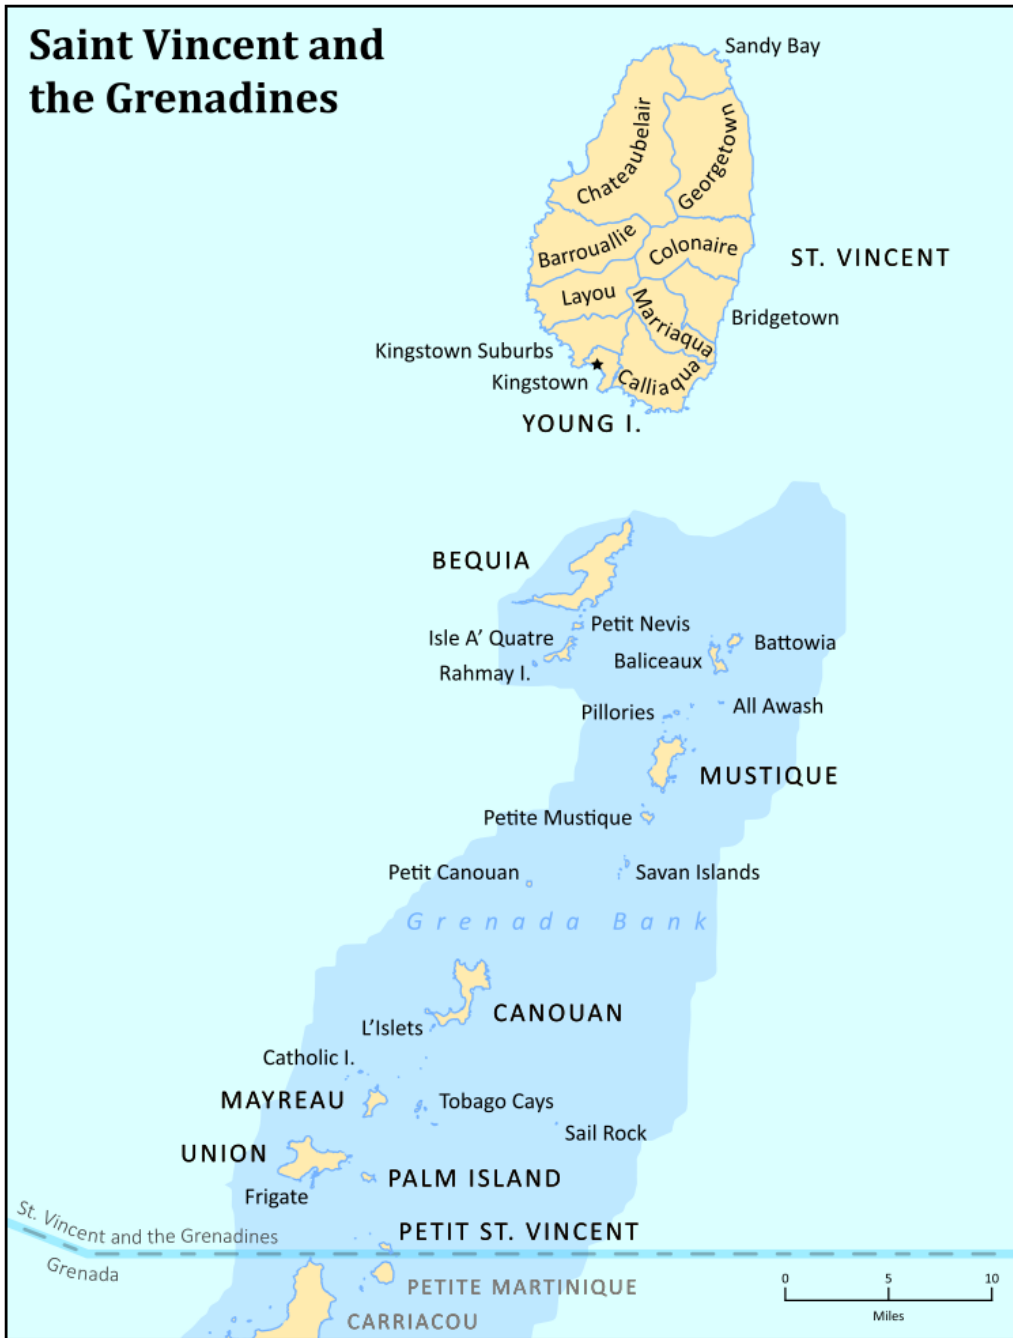 Saint Vincent and
the Grenadines
Sandy Bay
Chateaubelair
Georgetown
Barrouallie
Colonaire
ST. VINCENT
Layou
Marriaqua
Bridgetown
Kingstown Suburbs
Kingstown
Calliaqua
YOUNG I.
BEQUIA
Petit Nevis
Isle A' Quatre
Battowia
Baliceaux
Rahmay I.
All Awash
Pillories
MUSTIQUE
Petite Mustique
Petit Canouan
Savan Islands
Grenada Bank
CANOUAN
L'Islets
Catholic I.
MAYREAU
Tobago Cays
Sail Rock
UNION
PALM ISLAND
Frigate
St. Vincent and the Grenadines
PETIT ST. VINCENT
Grenada
PETITE MARTINIQUE
CARRIACOU
0 5 10
Miles